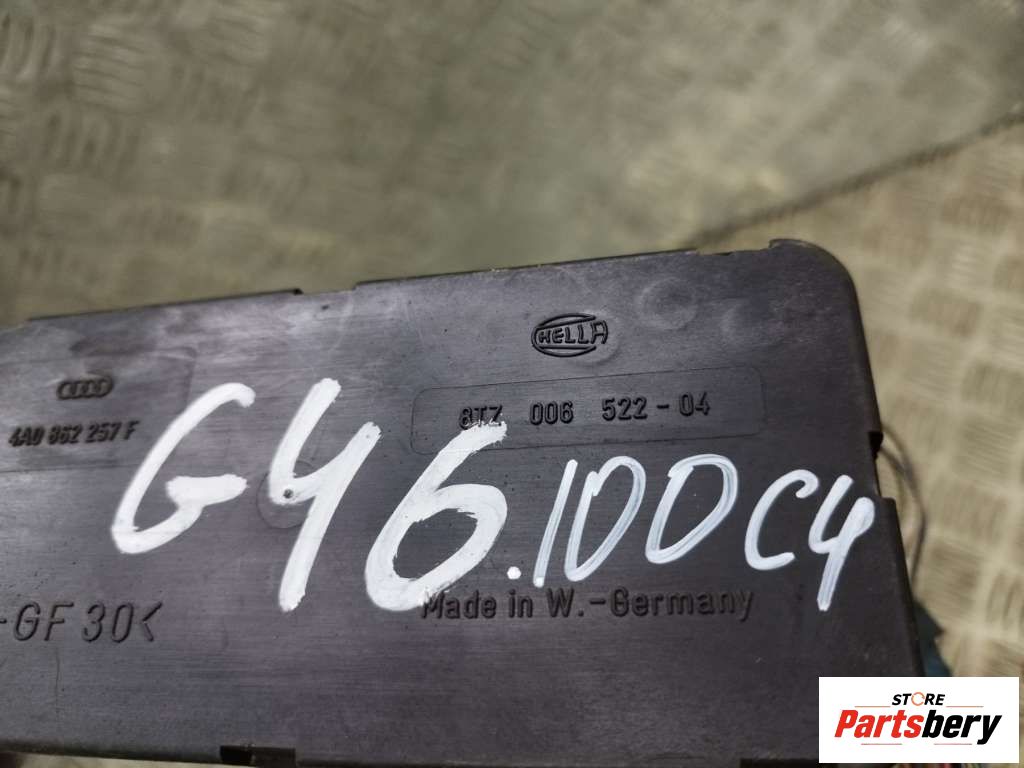 HELLA
8TZ 006 522-04
4A0 862 257 F
G46.100C4
Made in W.-Germany
-GF 30<
STORE
Partsbery